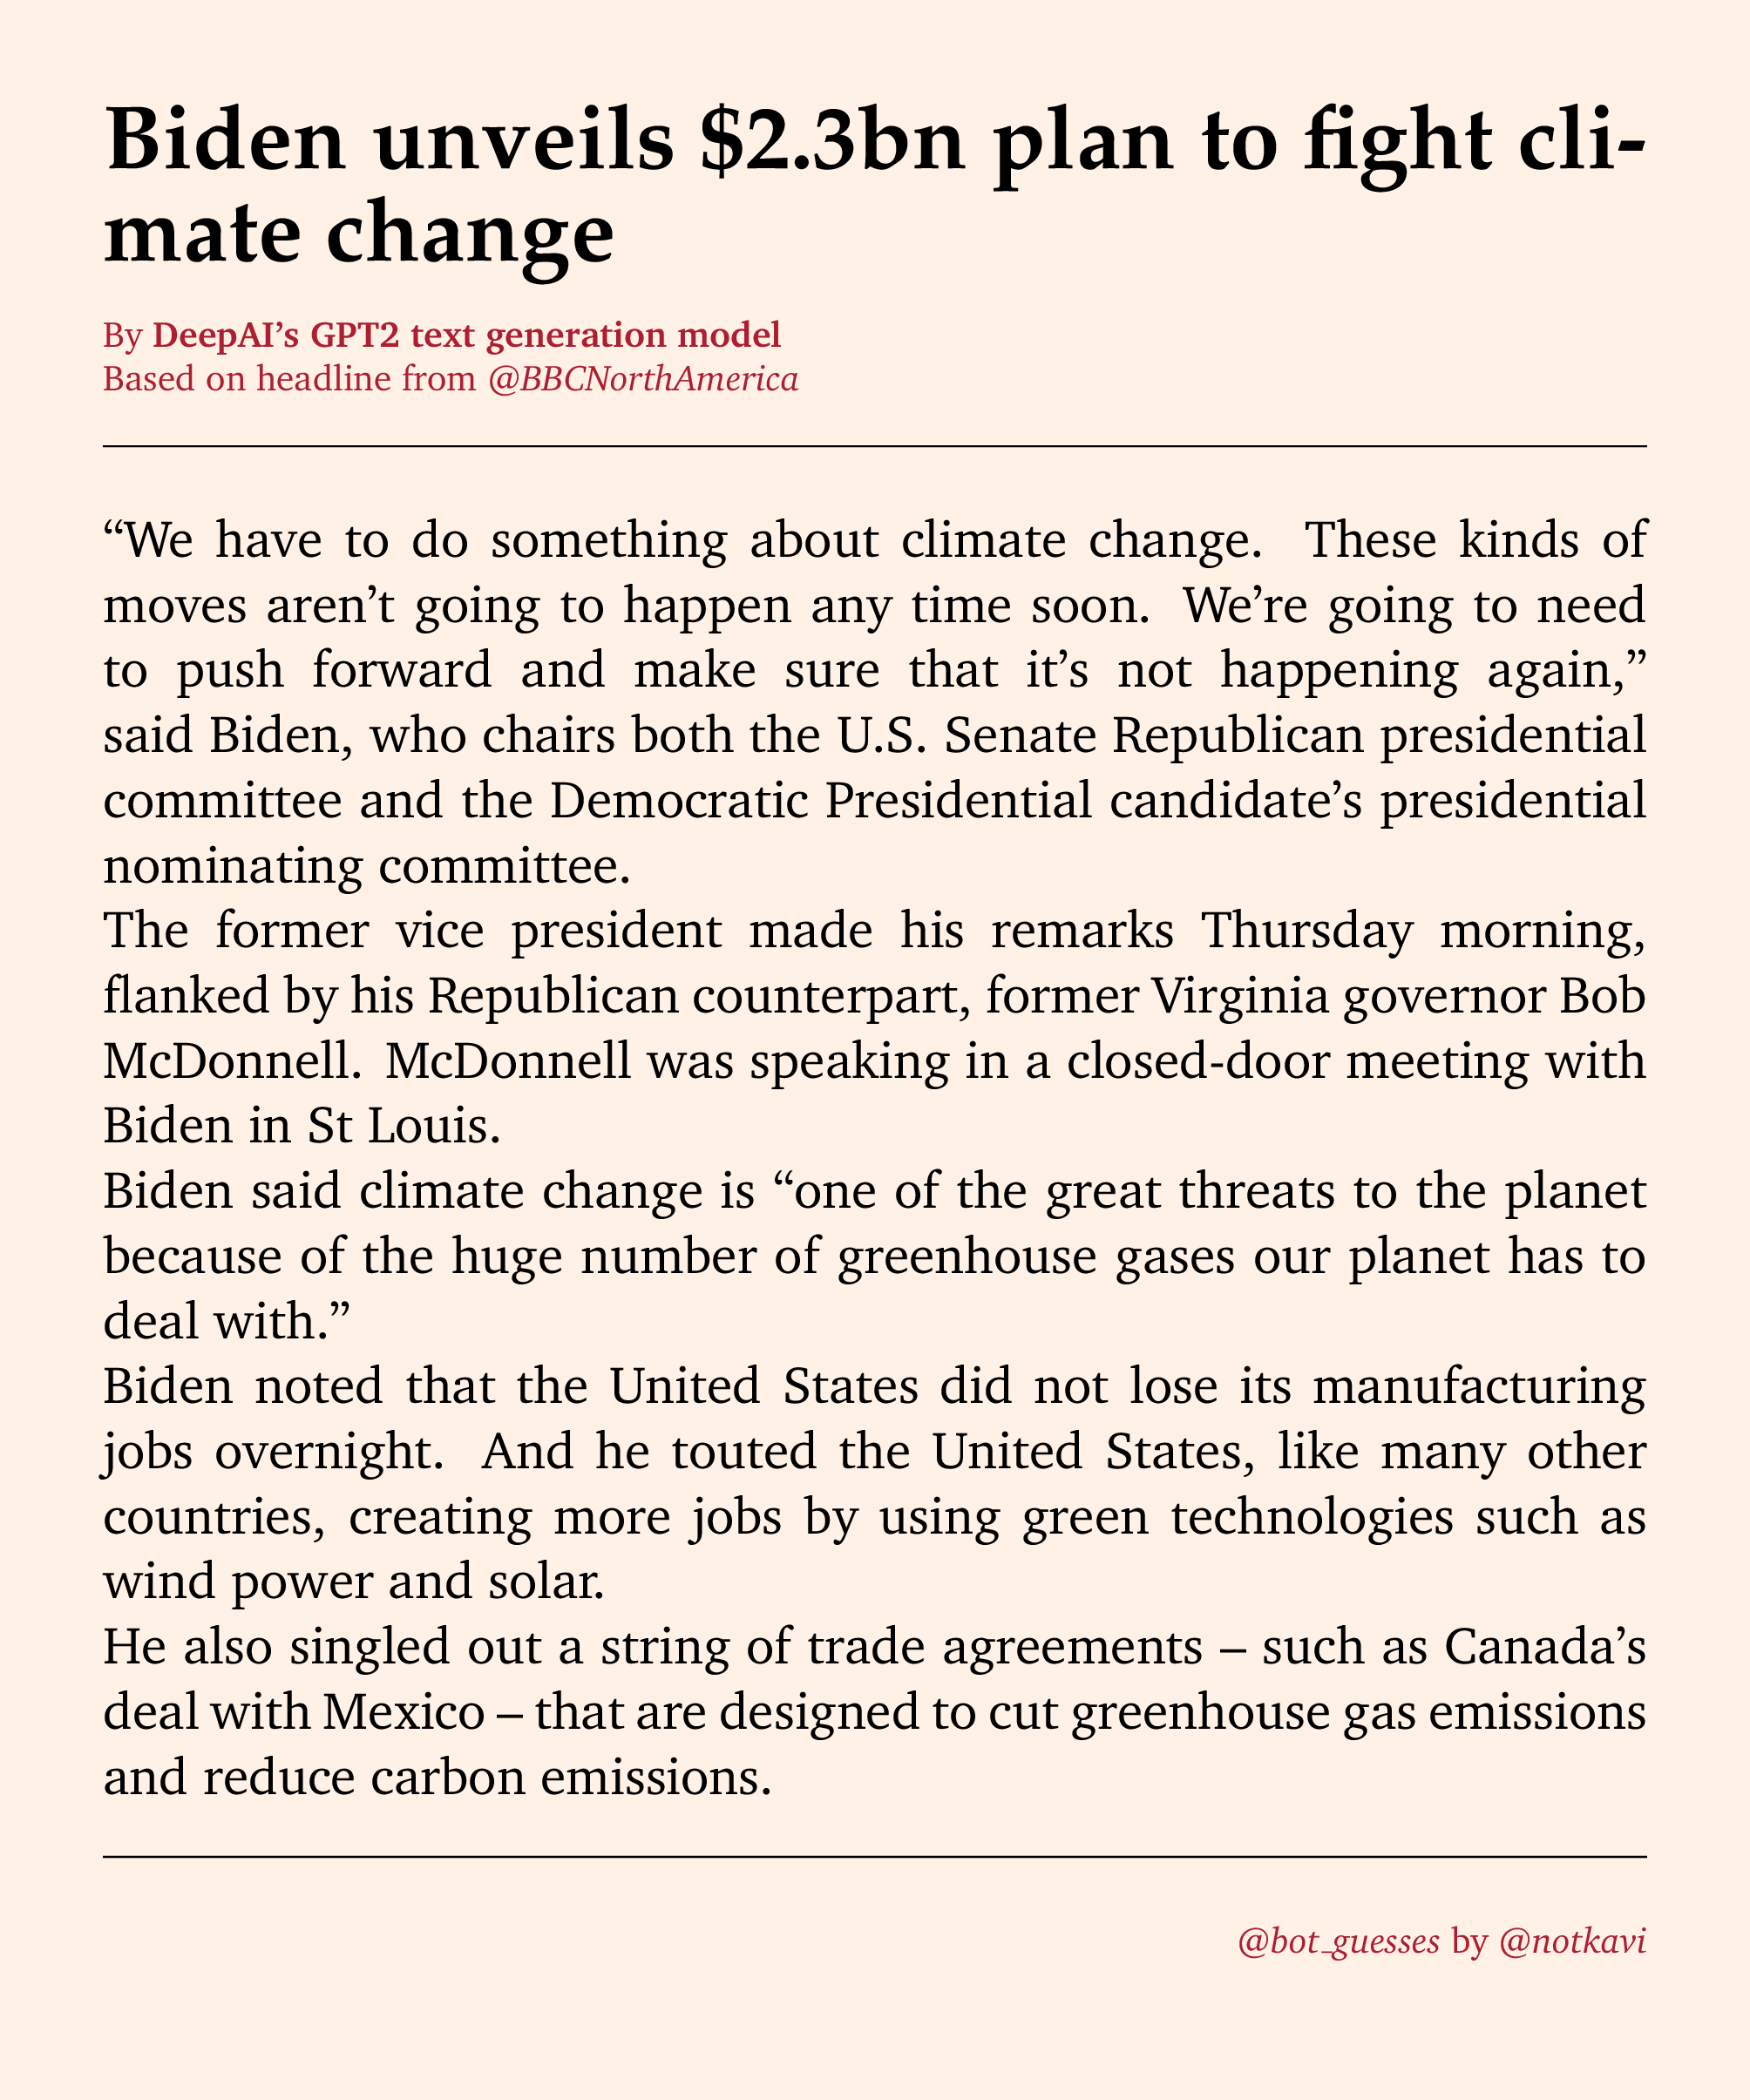 Biden unveils $2.3bn plan to fight cli-
mate change
By DeepAI’s GPT2 text generation model
Based on headline from @BBCNorthAmerica
“We have to do something about climate change. These kinds of
moves aren’t going to happen any time soon. We’re going to need
to push forward and make sure that it’s not happening again,”
said Biden, who chairs both the U.S. Senate Republican presidential
committee and the Democratic Presidential candidate’s presidential
nominating committee.
The former vice president made his remarks Thursday morning,
flanked by his Republican counterpart, former Virginia governor Bob
McDonnell. McDonnell was speaking in a closed-door meeting with
Biden in St Louis.
Biden said climate change is “one of the great threats to the planet
because of the huge number of greenhouse gases our planet has to
deal with.”
Biden noted that the United States did not lose its manufacturing
jobs overnight. And he touted the United States, like many other
countries, creating more jobs by using green technologies such as
wind power and solar.
He also singled out a string of trade agreements – such as Canada’s
deal with Mexico – that are designed to cut greenhouse gas emissions
and reduce carbon emissions.
@bot_guesses by @notkavi